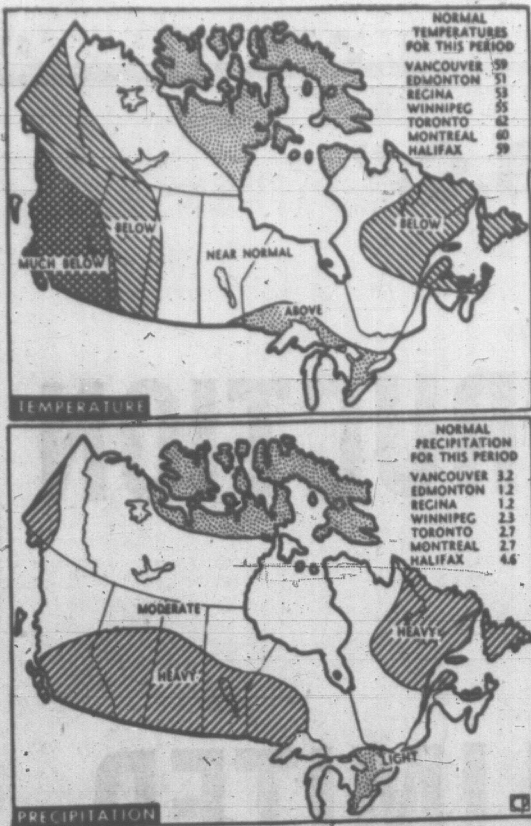 NORMAL
TEMPERATURES
FOR THIS PERIOD
VANCOUVER 59
EDMONTON 51
REGINA 53
WINNIPEG 55
TORONTO 62
MONTREAL 60
HALIFAX 59
BELOW
BELOW
MUCH BELOW
NEAR NORMAL
ABOVE
TEMPERATURE
NORMAL
PRECIPITATION
FOR THIS PERIOD
VANCOUVER 3.2
EDMONTON 1.2
REGINA 1.2
WINNIPEG 2.3
TORONTO 2.7
MONTREAL 2.7
HALIFAX 4.6
MODERATE
HEAVY
HEAVY
LIGHT
PRECIPITATION
CP